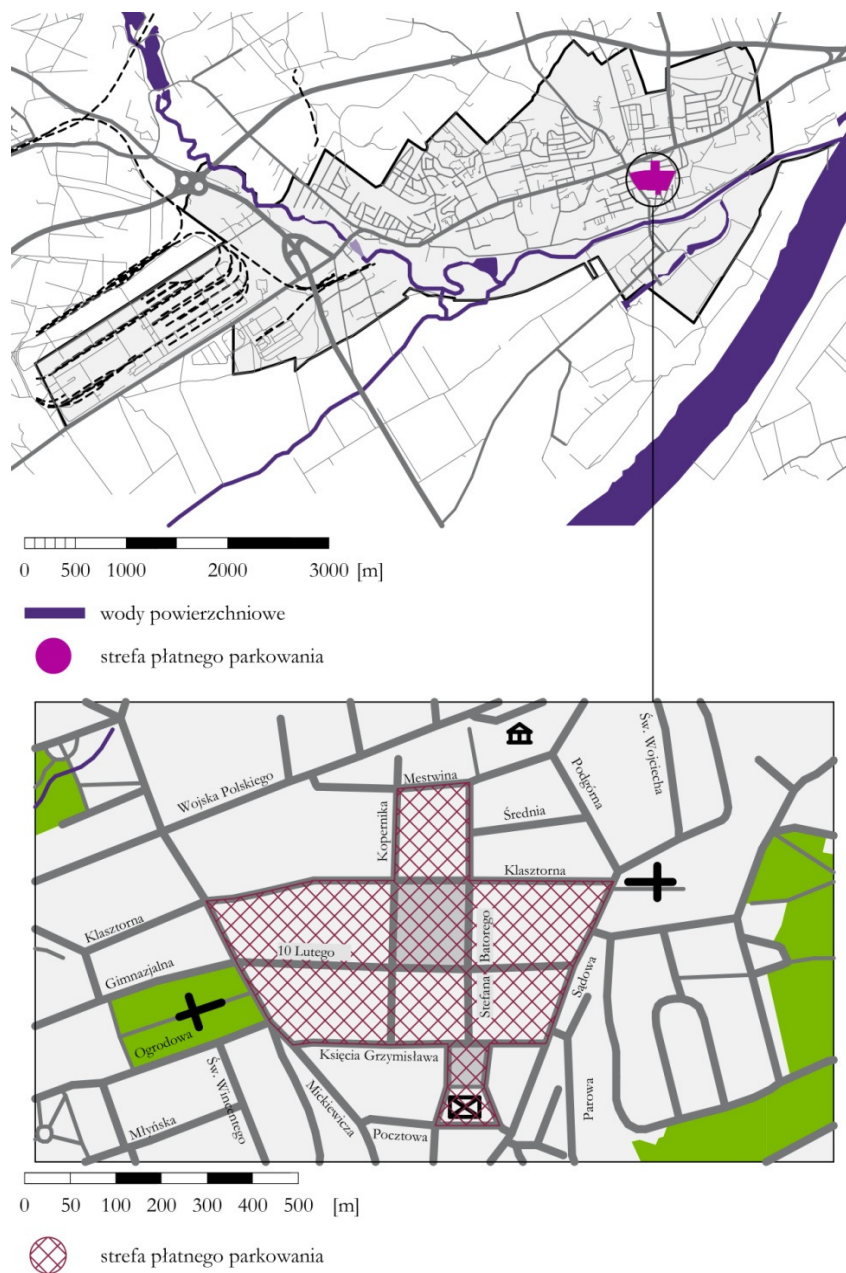 0 500 1000 2000 3000 [m]
wody powierzchniowe
strefa płatnego parkowania
Św. Wojciecha
Podgórna
Mestwina
Wojska Polskiego
Kopernika
Średnia
Klasztorna
Klasztorna
Batorego
Stefana
10 Lutego
Gimnazjalna
Sądowa
Ogrodowa
Księcia Grzymisława
Św. Wincentego
Mickiewicza
Parowa
Młyńska
Pocztowa
0 50 100 200 300 400 500 [m]
strefa płatnego parkowania